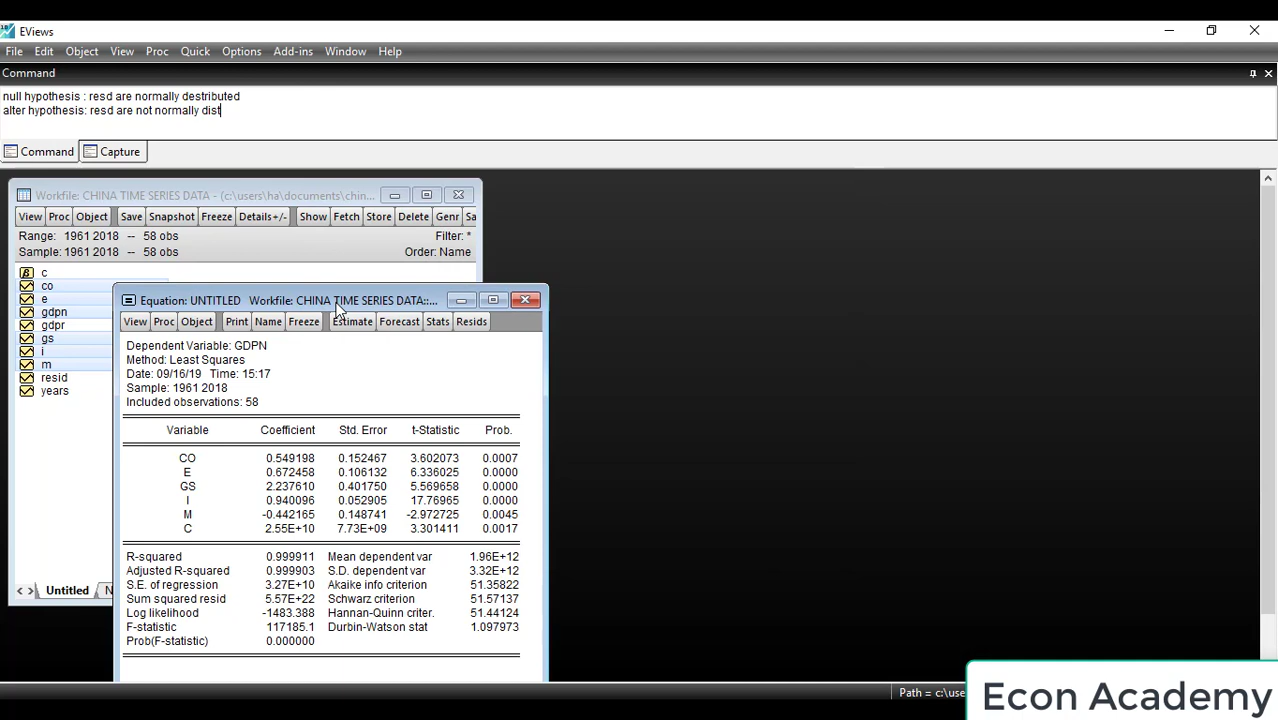 EViews
File Edit Object View Proc Quick Options Add-ins Window Help
Command
null hypothesis : resd are normally destributed
alter hypothesis: resd are not normally dist
Command Capture
Workfile: CHINA TIME SERIES DATA - (c:\users\ha\documents\chin...
View Proc Object Save Snapshot Freeze Details+/- Show Fetch Store Delete Genr Sa
Range: 1961 2018 -- 58 obs Filter: *
Sample: 1961 2018 -- 58 obs Order: Name
c
co
e
gdpn
gdpr
gs
i
m
resid
years
Untitled N
Equation: UNTITLED Workfile: CHINA TIME SERIES DATA::...
View Proc Object Print Name Freeze Estimate Forecast Stats Resids
Dependent Variable: GDPN
Method: Least Squares
Date: 09/16/19 Time: 15:17
Sample: 1961 2018
Included observations: 58
Variable Coefficient Std. Error t-Statistic Prob.
CO 0.549198 0.152467 3.602073 0.0007
E 0.672458 0.106132 6.336025 0.0000
GS 2.237610 0.401750 5.569658 0.0000
I 0.940096 0.052905 17.76965 0.0000
M -0.442165 0.148741 -2.972725 0.0045
C 2.55E+10 7.73E+09 3.301411 0.0017
R-squared 0.999911 Mean dependent var 1.96E+12
Adjusted R-squared 0.999903 S.D. dependent var 3.32E+12
S.E. of regression 3.27E+10 Akaike info criterion 51.35822
Sum squared resid 5.57E+22 Schwarz criterion 51.57137
Log likelihood -1483.388 Hannan-Quinn criter. 51.44124
F-statistic 117185.1 Durbin-Watson stat 1.097973
Prob(F-statistic) 0.000000
Path = c:\use
Econ Academy